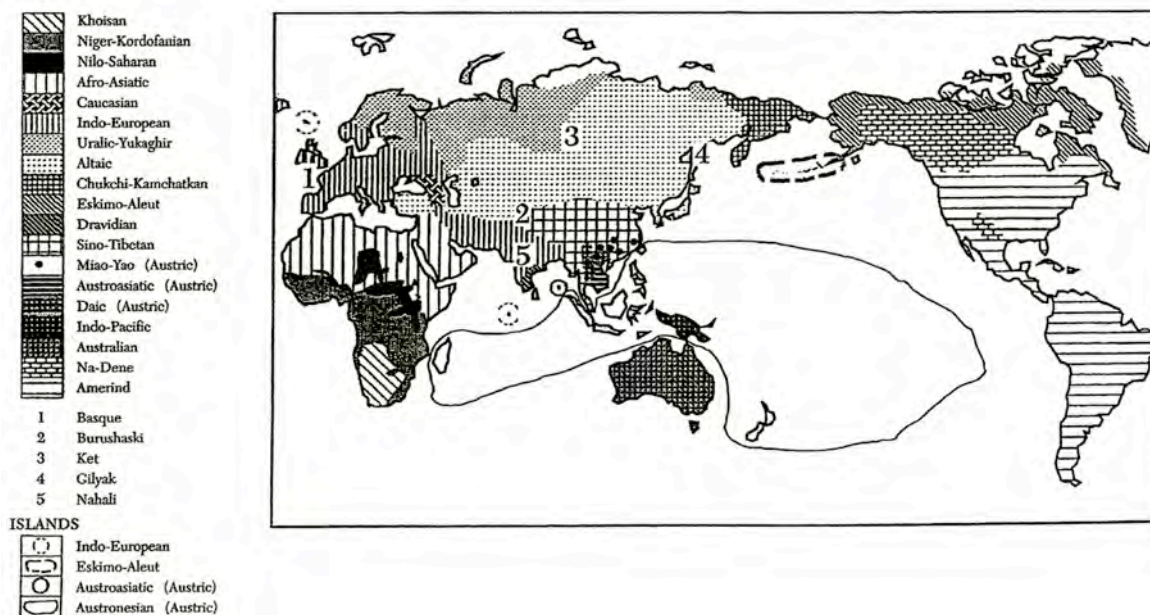 Khoisan
Niger-Kordofanian
Nilo-Saharan
Afro-Asiatic
Caucasian
Indo-European
Uralic-Yukaghir
Altaic
Chukchi-Kamchatkan
Eskimo-Aleut
Dravidian
Sino-Tibetan
Miao-Yao (Austric)
Austroasiatic (Austric)
Daic (Austric)
Indo-Pacific
Australian
Na-Dene
Amerind
1 Basque
2 Burushaski
3 Ket
4 Gilyak
5 Nahali
ISLANDS
Indo-European
Eskimo-Aleut
Austroasiatic (Austric)
Austronesian (Austric)
3
4
1
2
5